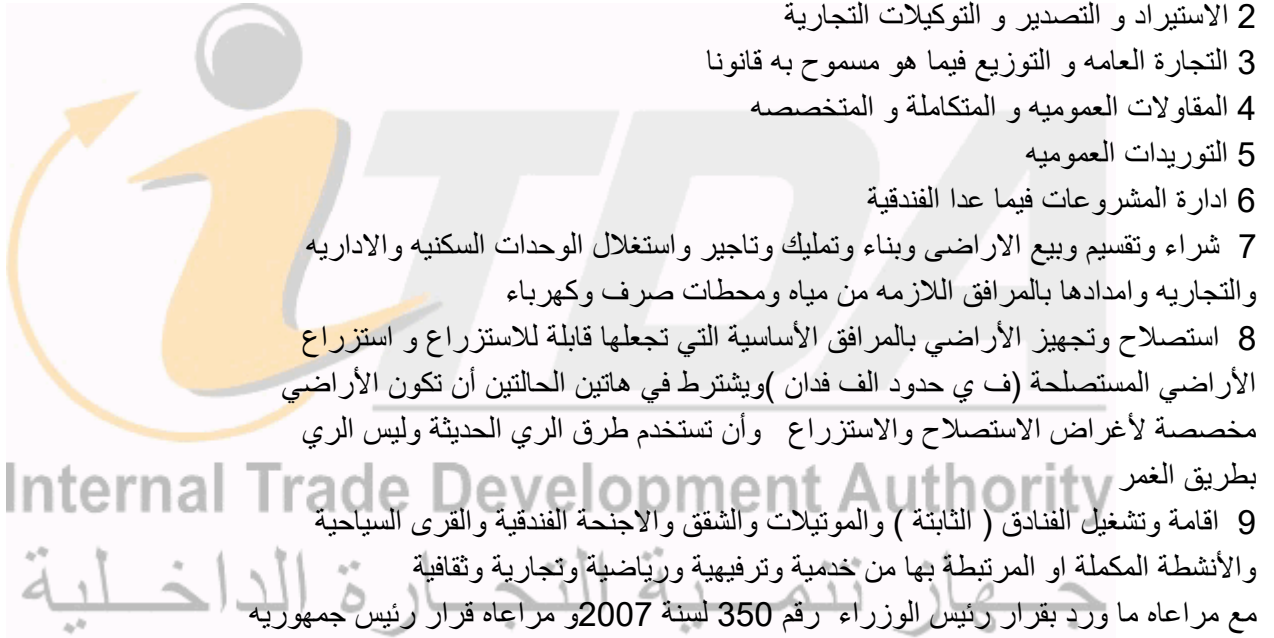 2 الاستيراد و التصدير و التوكيلات التجارية
3 التجارة العامه و التوزيع فيما هو مسموح به قانونا
4 المقاولات العموميه و المتكاملة و المتخصصه
5 التوريدات العموميه
6 ادارة المشروعات فيما عدا الفندقية
7 شراء وتقسيم وبيع الاراضى وبناء وتمليك وتاجير واستغلال الوحدات السكنيه والاداريه
والتجاريه وامدادها بالمرافق اللازمه من مياه ومحطات صرف وكهرباء
8 استصلاح وتجهيز الأراضي بالمرافق الأساسية التي تجعلها قابلة للاستزراع و استزراع
الأراضي المستصلحة (ف ي حدود الف فدان )ويشترط في هاتين الحالتين أن تكون الأراضي
مخصصة لأغراض الاستصلاح والاستزراع وأن تستخدم طرق الري الحديثة وليس الري
بطريق الغمر
9 اقامة وتشغيل الفنادق ( الثابتة ) والموتيلات والشقق والاجنحة الفندقية والقرى السياحية
والأنشطة المكملة او المرتبطة بها من خدمية وترفيهية ورياضية وتجارية وثقافية
مع مراعاه ما ورد بقرار رئيس الوزراء رقم 350 لسنة 2007و مراعاه قرار رئيس جمهوريه
iTDA
Internal Trade Development Authority
جهاز تنمية التجارة الداخلية